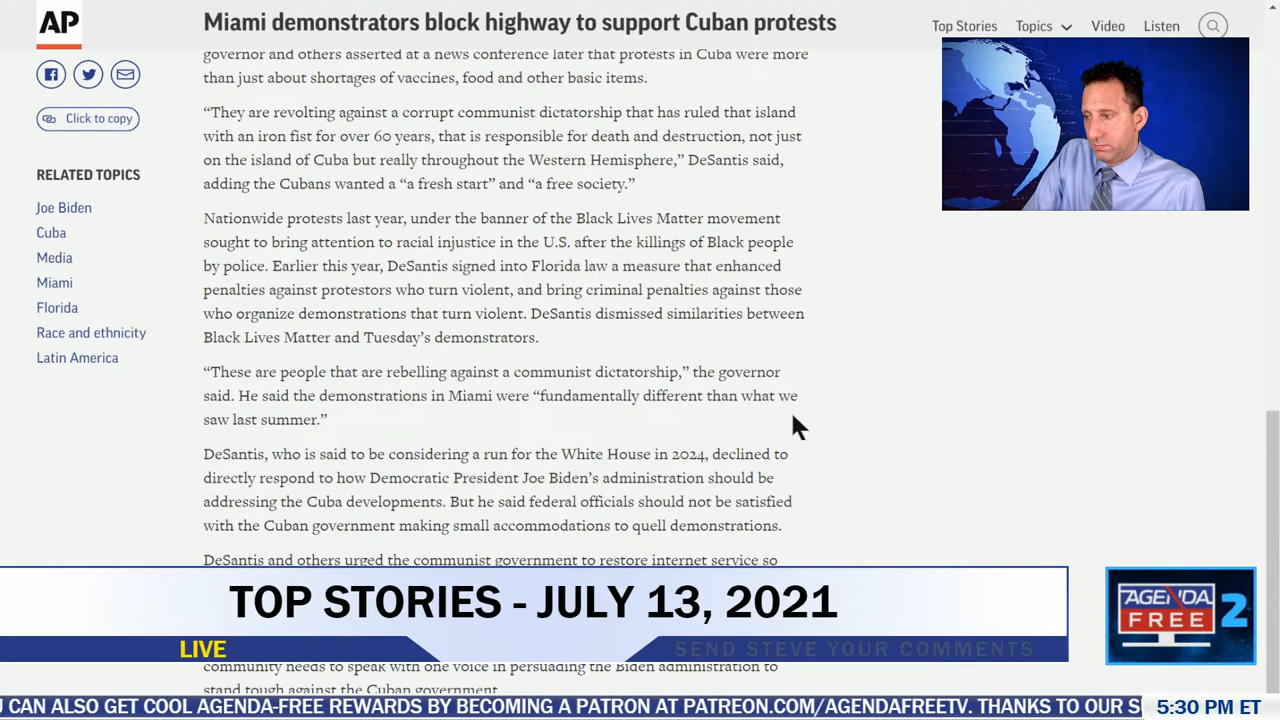 AP
Miami demonstrators block highway to support Cuban protests
Top Stories
Topics
Video
Listen
Click to copy
RELATED TOPICS
Joe Biden
Cuba
Media
Miami
Florida
Race and ethnicity
Latin America
governor and others asserted at a news conference later that protests in Cuba were more
than just about shortages of vaccines, food and other basic items.
“They are revolting against a corrupt communist dictatorship that has ruled that island
with an iron fist for over 60 years, that is responsible for death and destruction, not just
on the island of Cuba but really throughout the Western Hemisphere,” DeSantis said,
adding the Cubans wanted a “a fresh start” and “a free society.”
Nationwide protests last year, under the banner of the Black Lives Matter movement
sought to bring attention to racial injustice in the U.S. after the killings of Black people
by police. Earlier this year, DeSantis signed into Florida law a measure that enhanced
penalties against protestors who turn violent, and bring criminal penalties against those
who organize demonstrations that turn violent. DeSantis dismissed similarities between
Black Lives Matter and Tuesday’s demonstrators.
“These are people that are rebelling against a communist dictatorship,” the governor
said. He said the demonstrations in Miami were “fundamentally different than what we
saw last summer.”
DeSantis, who is said to be considering a run for the White House in 2024, declined to
directly respond to how Democratic President Joe Biden’s administration should be
addressing the Cuba developments. But he said federal officials should not be satisfied
with the Cuban government making small accommodations to quell demonstrations.
DeSantis and others urged the communist government to restore internet service so
TOP STORIES - JULY 13, 2021
LIVE
SEND STEVE YOUR COMMENTS
AGENDA
FREE 2
community needs to speak with one voice in persuading the Biden administration to
stand tough against the Cuban government.
U CAN ALSO GET COOL AGENDA-FREE REWARDS BY BECOMING A PATRON AT PATREON.COM/AGENDAFREETV. THANKS TO OUR S
5:30 PM ET